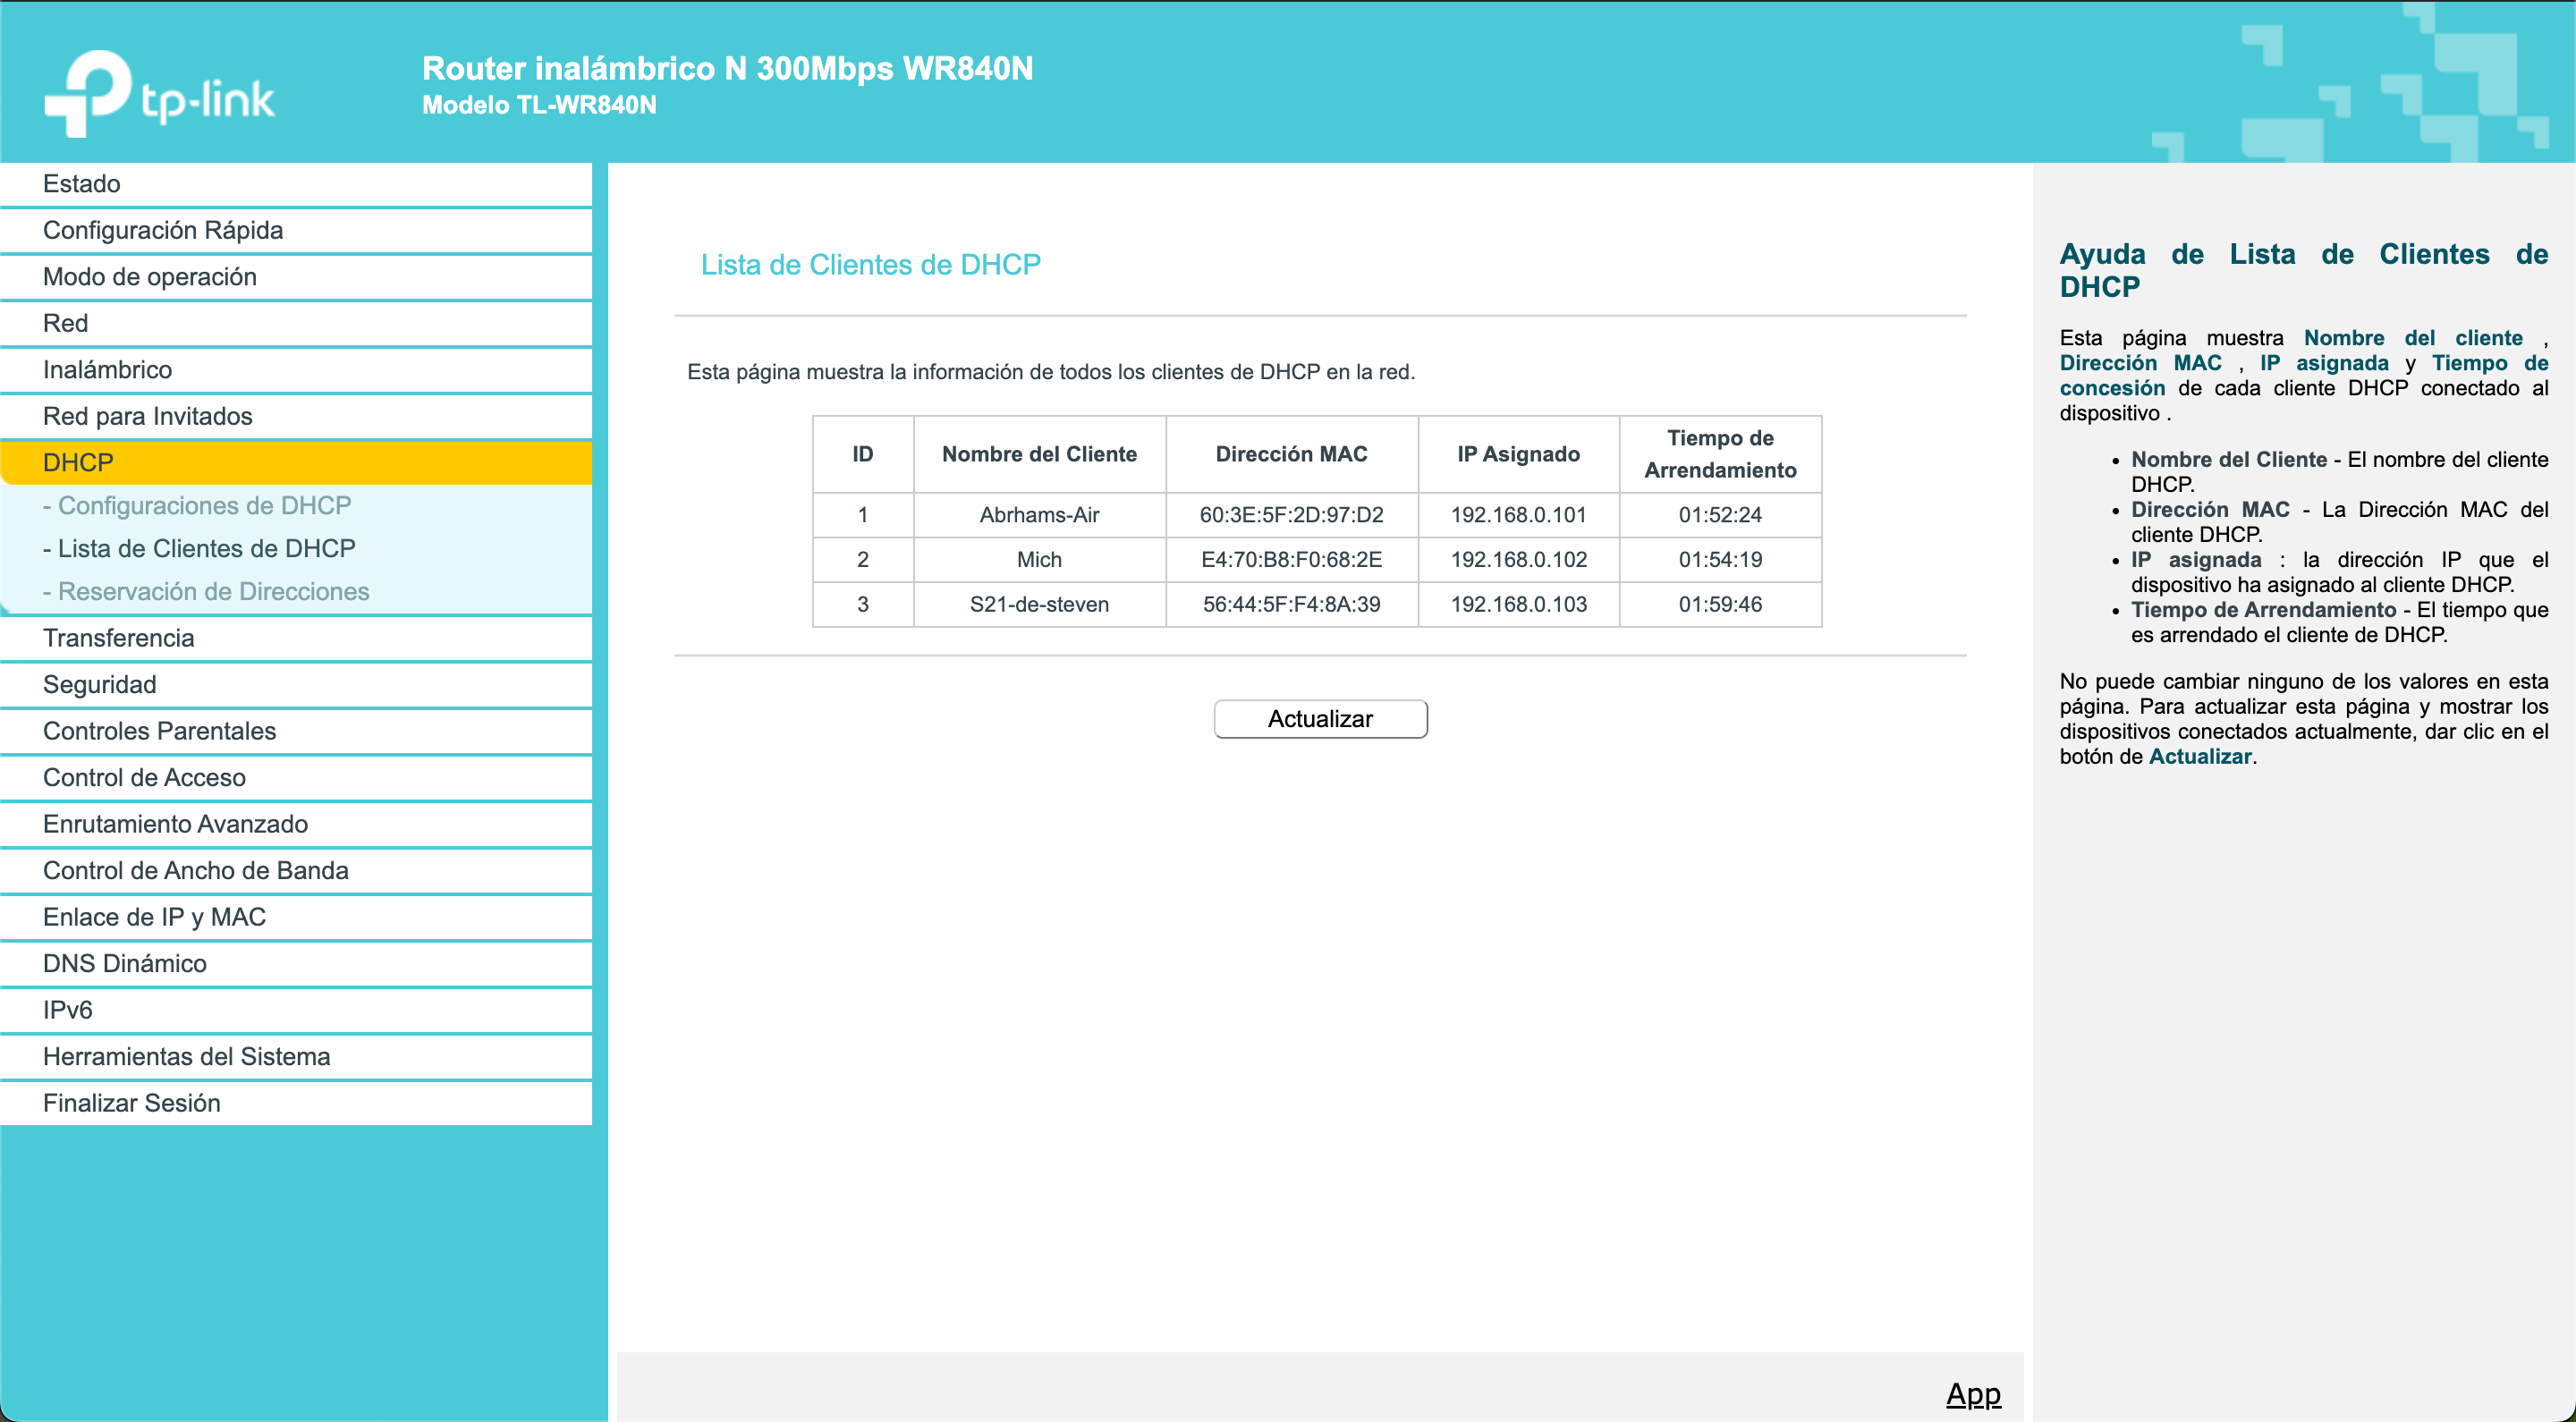 tp-link
Router inalámbrico N 300Mbps WR840N
Modelo TL-WR840N
Estado
Configuración Rápida
Modo de operación
Red
Inalámbrico
Red para Invitados
DHCP
- Configuraciones de DHCP
- Lista de Clientes de DHCP
- Reservación de Direcciones
Transferencia
Seguridad
Controles Parentales
Control de Acceso
Enrutamiento Avanzado
Control de Ancho de Banda
Enlace de IP y MAC
DNS Dinámico
IPv6
Herramientas del Sistema
Finalizar Sesión
Lista de Clientes de DHCP
Esta página muestra la información de todos los clientes de DHCP en la red.
ID Nombre del Cliente Dirección MAC IP Asignado Tiempo de Arrendamiento
1 Abrhams-Air 60:3E:5F:2D:97:D2 192.168.0.101 01:52:24
2 Mich E4:70:B8:F0:68:2E 192.168.0.102 01:54:19
3 S21-de-steven 56:44:5F:F4:8A:39 192.168.0.103 01:59:46
Actualizar
App
Ayuda de Lista de Clientes de
DHCP
Esta página muestra Nombre del cliente ,
Dirección MAC , IP asignada y Tiempo de
concesión de cada cliente DHCP conectado al
dispositivo .
• Nombre del Cliente - El nombre del cliente
DHCP.
• Dirección MAC - La Dirección MAC del
cliente DHCP.
• IP asignada : la dirección IP que el
dispositivo ha asignado al cliente DHCP.
• Tiempo de Arrendamiento - El tiempo que
es arrendado el cliente de DHCP.
No puede cambiar ninguno de los valores en esta
página. Para actualizar esta página y mostrar los
dispositivos conectados actualmente, dar clic en el
botón de Actualizar.